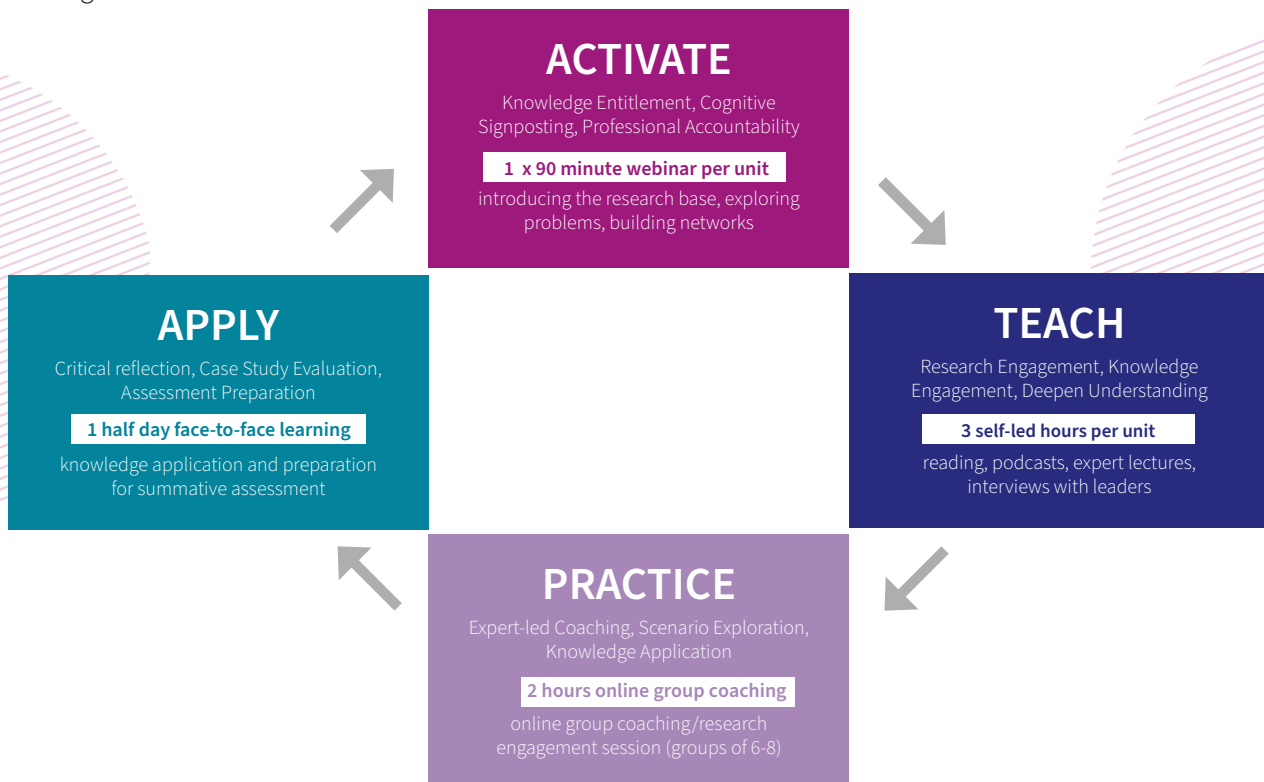 ACTIVATE
Knowledge Entitlement, Cognitive
Signposting, Professional Accountability
1 x 90 minute webinar per unit
introducing the research base, exploring
problems, building networks
TEACH
Research Engagement, Knowledge
Engagement, Deepen Understanding
3 self-led hours per unit
reading, podcasts, expert lectures,
interviews with leaders
PRACTICE
Expert-led Coaching, Scenario Exploration,
Knowledge Application
2 hours online group coaching
online group coaching/research
engagement session (groups of 6-8)
APPLY
Critical reflection, Case Study Evaluation,
Assessment Preparation
1 half day face-to-face learning
knowledge application and preparation
for summative assessment